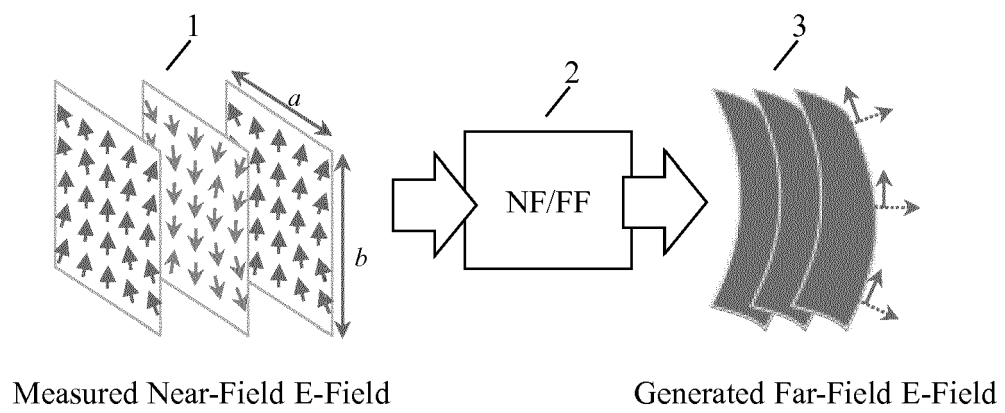 1
2
3
a
b
NF/FF
Measured Near-Field E-Field
Generated Far-Field E-Field